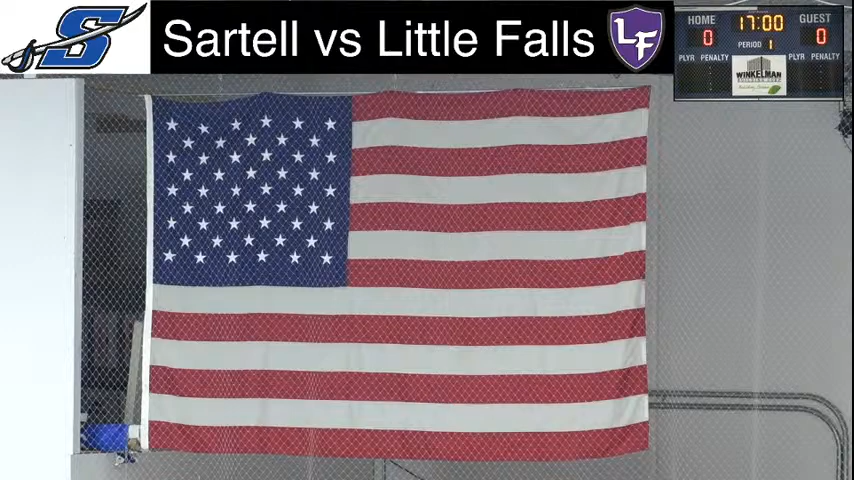 S
Sartell vs Little Falls
LF
HOME 17:00 GUEST
0 PERIOD 1 0
PLYR PENALTY PLYR PENALTY
WINKELMAN